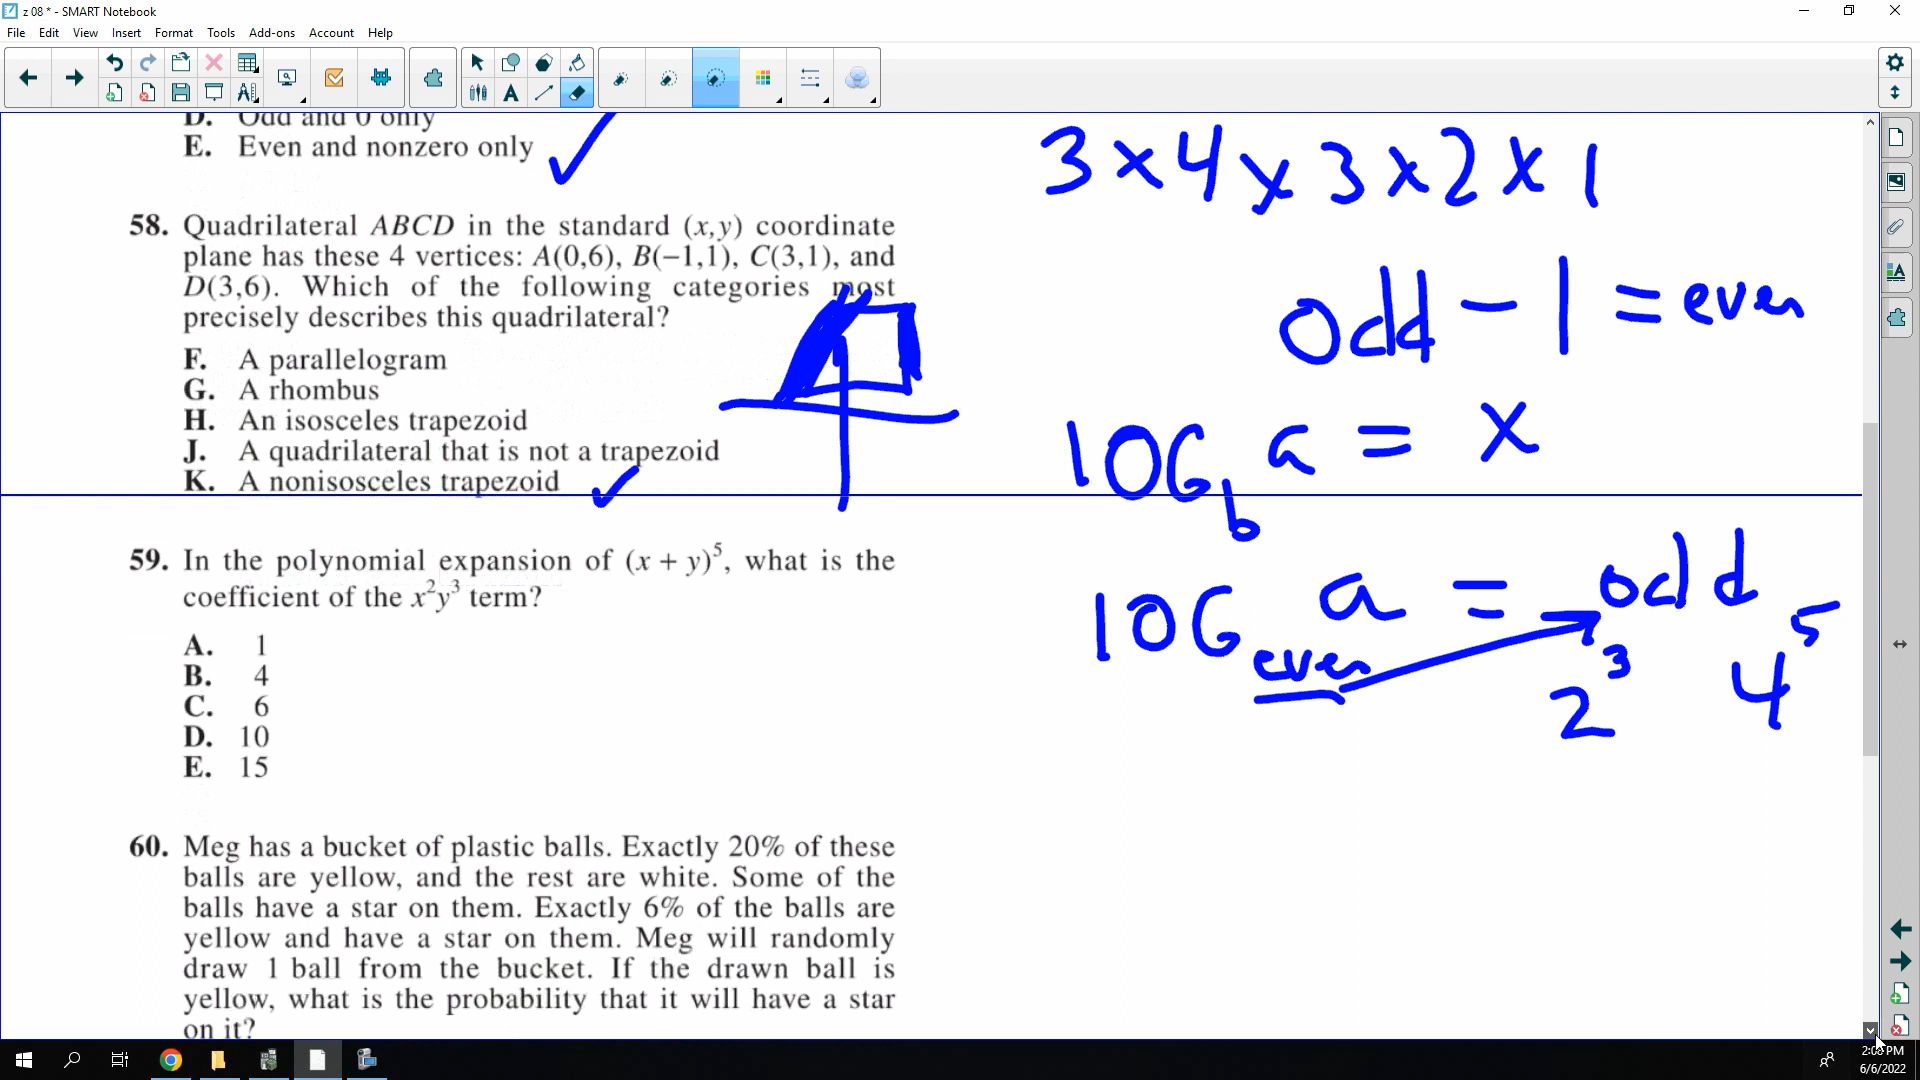 z 08 * - SMART Notebook
File Edit View Insert Format Tools Add-ons Account Help
D. Odd and 0 only
E. Even and nonzero only
58. Quadrilateral ABCD in the standard (x,y) coordinate
plane has these 4 vertices: A(0,6), B(−1,1), C(3,1), and
D(3,6). Which of the following categories most
precisely describes this quadrilateral?
F. A parallelogram
G. A rhombus
H. An isosceles trapezoid
J. A quadrilateral that is not a trapezoid
K. A nonisosceles trapezoid
59. In the polynomial expansion of (x + y)⁵, what is the
coefficient of the x²y³ term?
A. 1
B. 4
C. 6
D. 10
E. 15
60. Meg has a bucket of plastic balls. Exactly 20% of these
balls are yellow, and the rest are white. Some of the
balls have a star on them. Exactly 6% of the balls are
yellow and have a star on them. Meg will randomly
draw 1 ball from the bucket. If the drawn ball is
yellow, what is the probability that it will have a star
on it?
3 x 4 x 3 x 2 x 1
odd − 1 = even
log_b a = x
log_even a = odd
2³ 4⁵
2:08 PM
6/6/2022